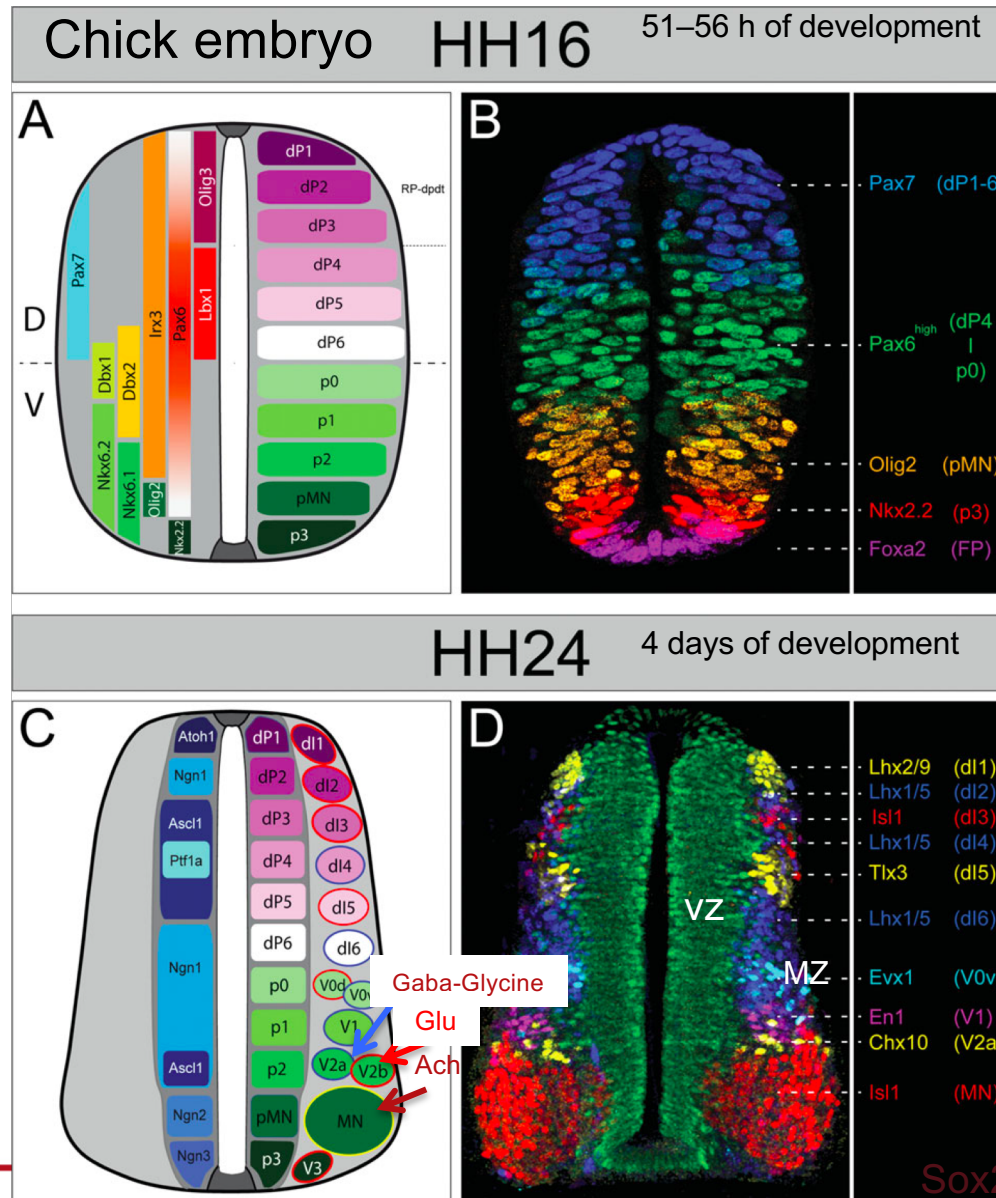 Chick embryo HH16 51–56 h of development
A
Pax7
Dbx1
Nkx6.2
Dbx2
Nkx6.1
Irx3
Olig2
Pax6
Nkx2.2
Olig3
Lbx1
D
V
dP1
dP2
dP3
dP4
dP5
dP6
p0
p1
p2
pMN
p3
RP-dpdt
B
Pax7 (dP1-6
Pax6 high (dP4
|
p0)
Olig2 (pMN)
Nkx2.2 (p3)
Foxa2 (FP)
HH24 4 days of development
C
Atoh1
Ngn1
Ascl1
Ptf1a
Ngn1
Ascl1
Ngn2
Ngn3
dP1
dP2
dP3
dP4
dP5
dP6
p0
p1
p2
pMN
p3
dI1
dI2
dI3
dI4
dI5
dI6
V0d
V0v
V1
V2a
V2b
MN
V3
Gaba-Glycine
Glu
Ach
D
VZ
MZ
Lhx2/9 (dI1)
Lhx1/5 (dI2)
Isl1 (dI3)
Lhx1/5 (dI4)
Tlx3 (dI5)
Lhx1/5 (dI6)
Evx1 (V0v
En1 (V1)
Chx10 (V2a
Isl1 (MN)
Sox2